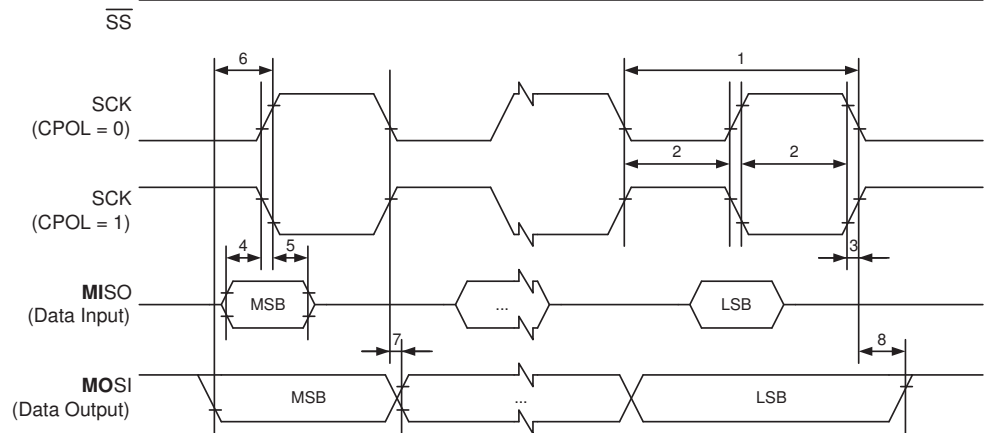 SS
6
1
SCK
(CPOL = 0)
2
2
SCK
(CPOL = 1)
4
5
3
MISO
(Data Input)
MSB
...
LSB
7
8
MOSI
(Data Output)
MSB
...
LSB